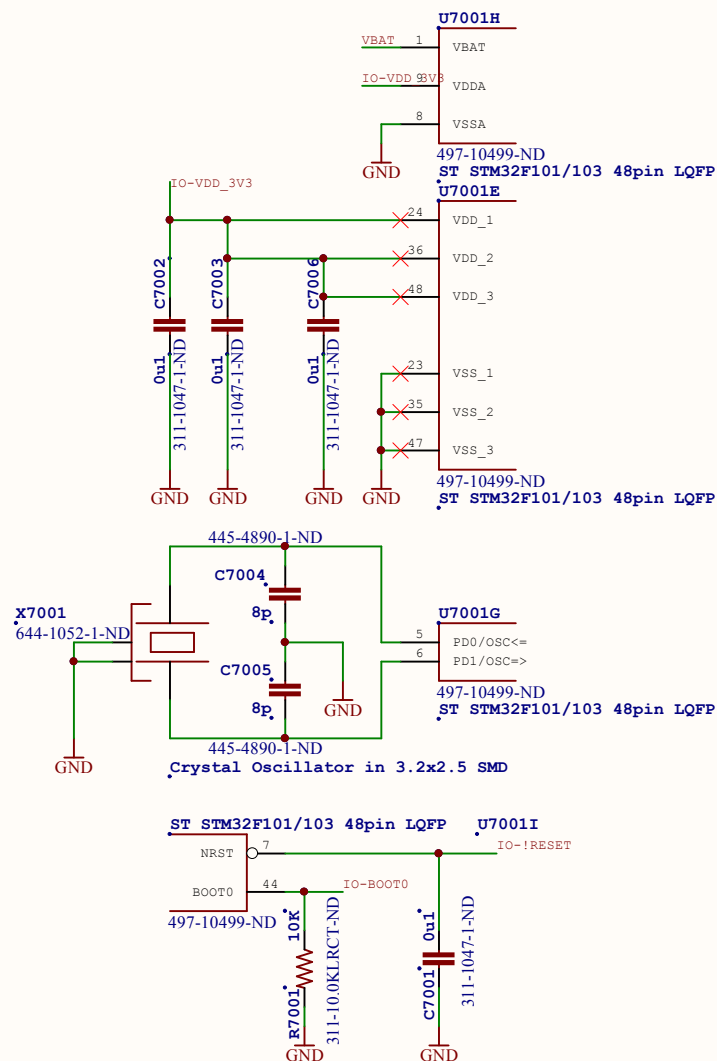 U7001H
VBAT 1 VBAT
IO-VDD_3V3 9 VDDA
8 VSSA
GND
497-10499-ND
ST STM32F101/103 48pin LQFP
U7001E
IO-VDD_3V3
24 VDD_1
36 VDD_2
48 VDD_3
C7002
C7003
C7006
0u1
0u1
0u1
311-1047-1-ND
311-1047-1-ND
311-1047-1-ND
23 VSS_1
35 VSS_2
47 VSS_3
497-10499-ND
GND GND GND GND
ST STM32F101/103 48pin LQFP
445-4890-1-ND
C7004
8p
X7001
644-1052-1-ND
U7001G
5 PD0/OSC<=
6 PD1/OSC=>
C7005
8p
497-10499-ND
GND
ST STM32F101/103 48pin LQFP
445-4890-1-ND
GND
Crystal Oscillator in 3.2x2.5 SMD
ST STM32F101/103 48pin LQFP
U7001I
NRST 7 IO-!RESET
BOOT0 44 IO-BOOT0
497-10499-ND
10K
R7001
311-10.0KLRCT-ND
0u1
C7001
311-1047-1-ND
GND GND